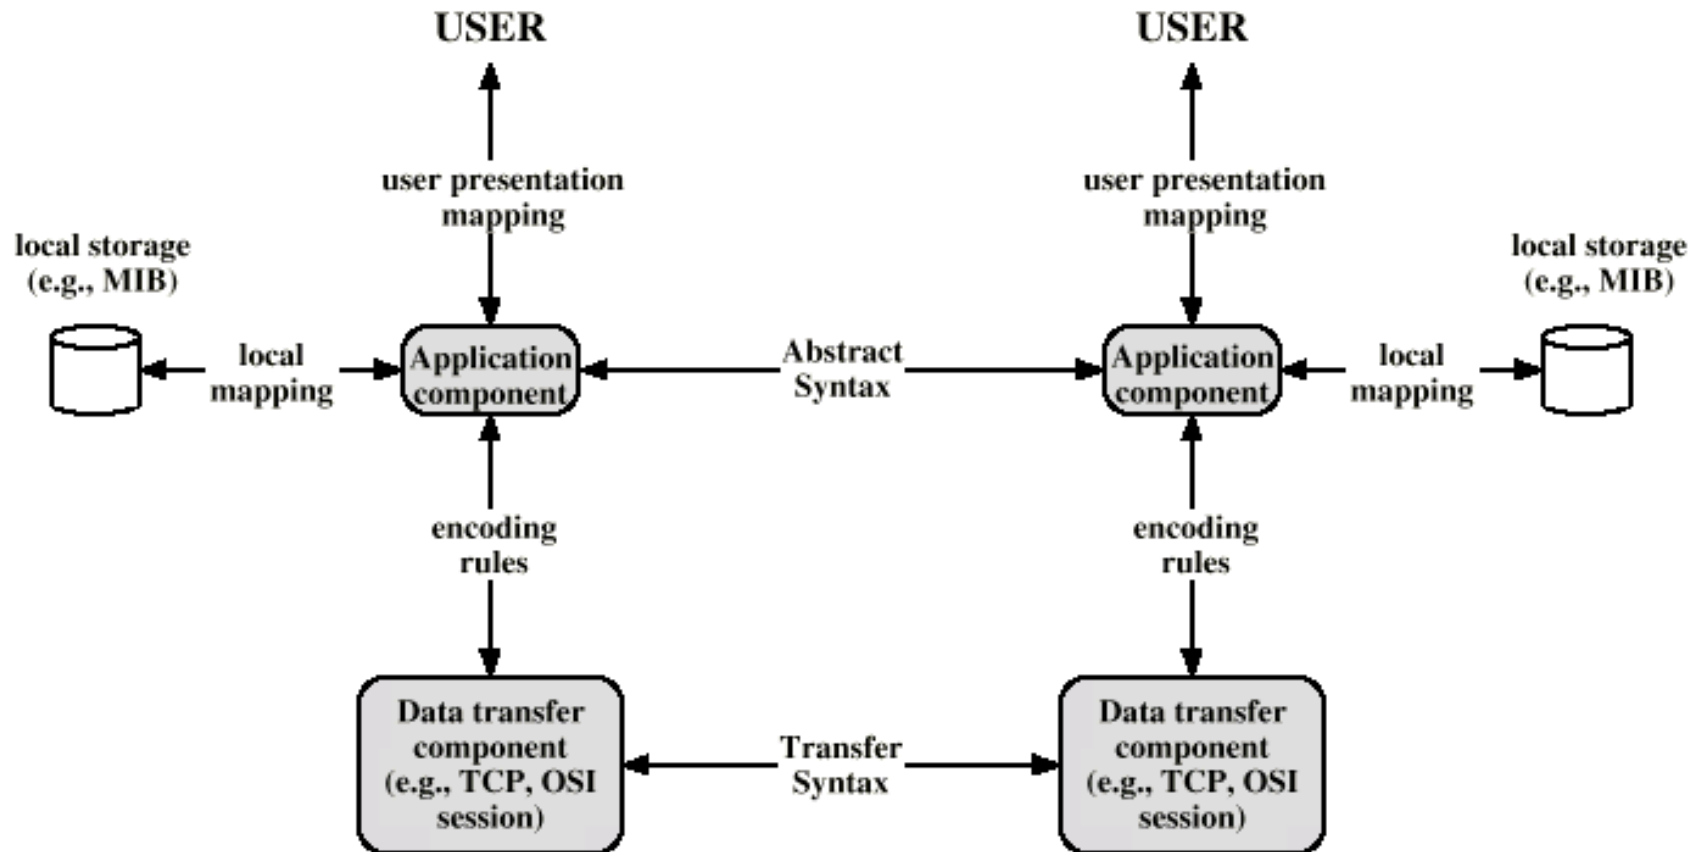 USER
USER
user presentation
mapping
user presentation
mapping
local storage
(e.g., MIB)
local storage
(e.g., MIB)
local
mapping
Application
component
Abstract
Syntax
Application
component
local
mapping
encoding
rules
encoding
rules
Data transfer
component
(e.g., TCP, OSI
session)
Transfer
Syntax
Data transfer
component
(e.g., TCP, OSI
session)